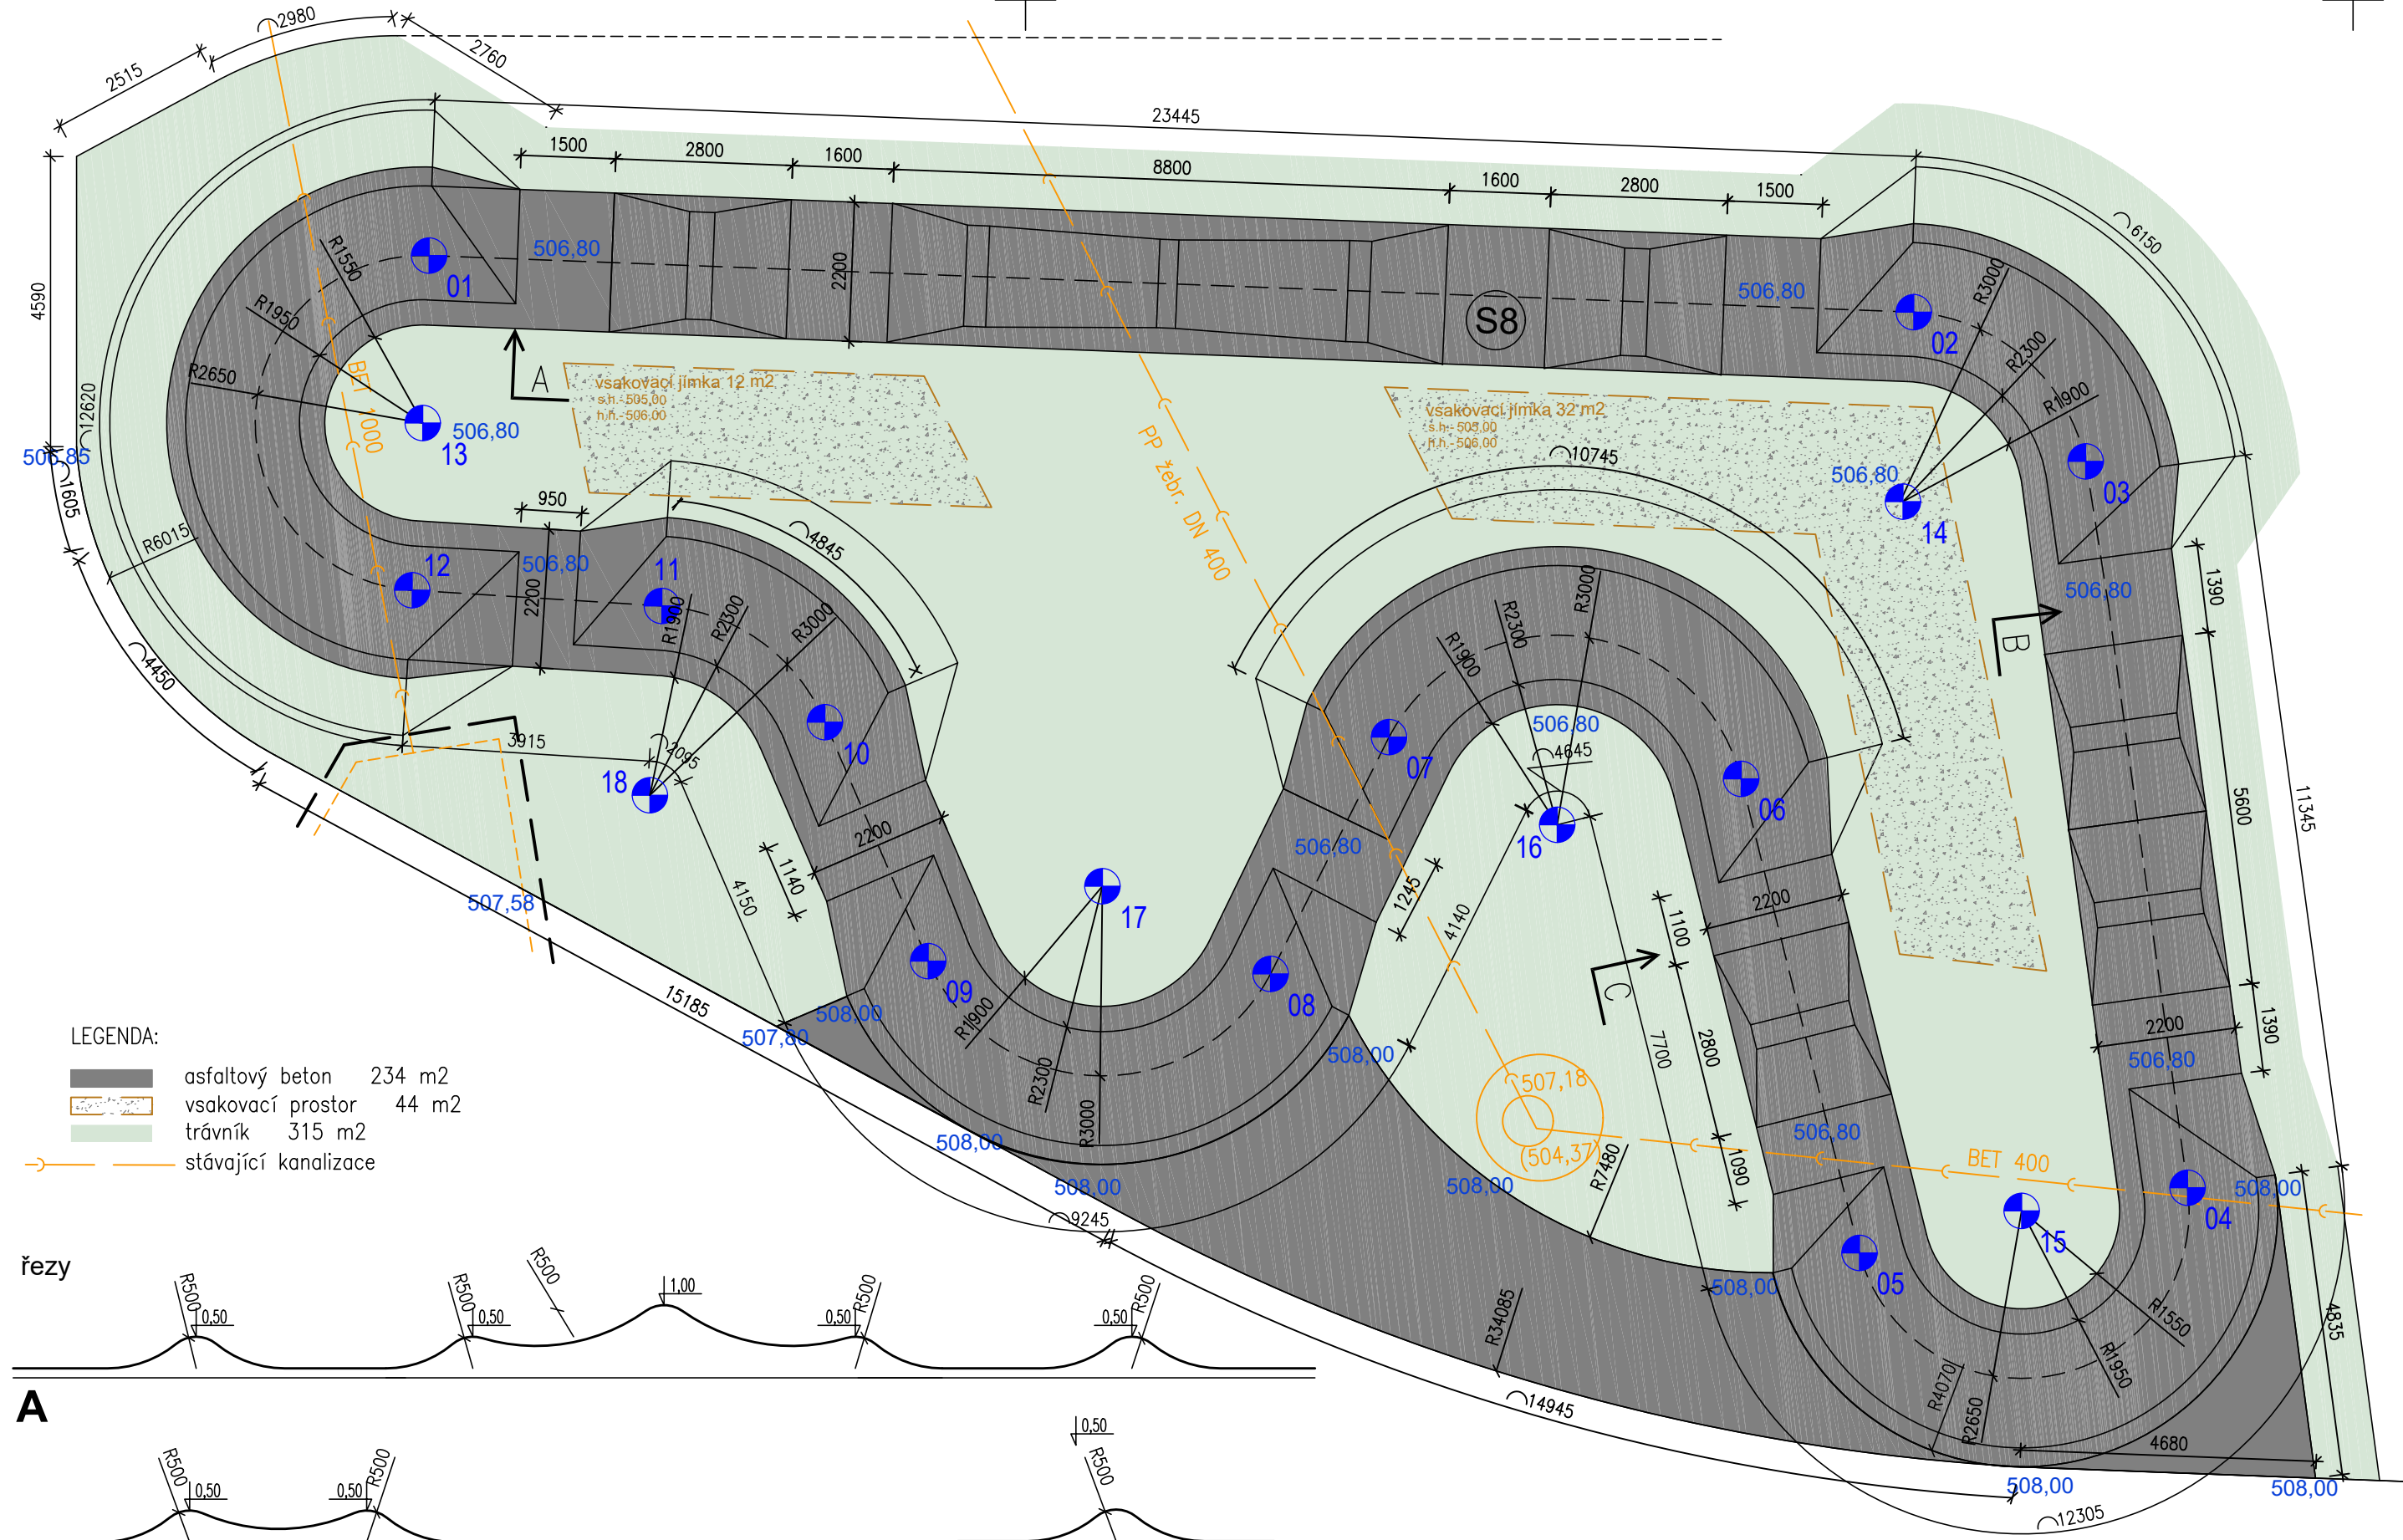 2980
2760
2515
23445
1500
2800
1600
8800
1600
2800
1500
6150
4590
R1550
01
506,80
2200
S8
506,80
R3000
02
R2300
R1950
R2650
BET 1000
A
vsakovací jímka 12 m2
s.h.- 505,00
h.h.- 506,00
vsakovací jímka 32 m2
s.h.- 505,00
h.h.- 506,00
R1900
12620
506,80
13
506,85
1605
PP žebr. DN 400
10745
506,80
14
03
950
R6015
4845
12
506,80
2200
11
R1900
R2300
R3000
R1900
R2300
R3000
506,80
1390
B
4450
3915
2095
10
18
07
506,80
4645
06
16
5600
11345
2200
1140
4150
506,80
1245
4140
2200
1100
507,58
17
09
08
C
15185
508,00
507,80
R1900
R2300
R3000
508,00
7700
2800
1390
2200
506,80
LEGENDA:
asfaltový beton 234 m2
vsakovací prostor 44 m2
trávník 315 m2
stávající kanalizace
507,18
(504,37)
506,80
1090
BET 400
508,00
508,00
508,00
9245
R7480
508,00
04
15
05
508,00
řezy
R500
0,50
R500
0,50
R500
1,00
0,50
R500
0,50
R500
R34085
R1550
R1950
4835
R4070
R2650
A
14945
4680
0,50
R500
0,50
0,50
R500
R500
508,00
508,00
12305